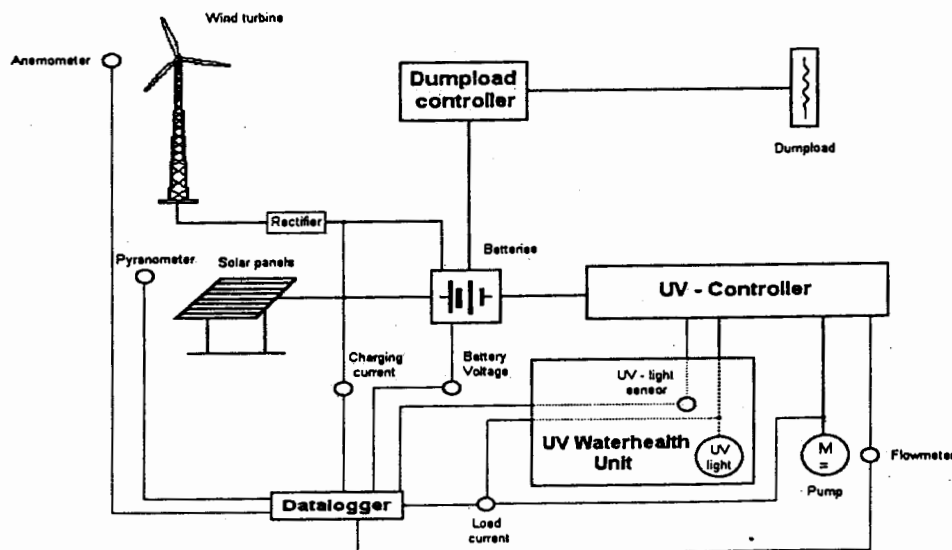 Wind turbine
Anemometer
Dumpload
controller
Dumpload
Rectifier
Batteries
Pyranometer
Solar panels
UV - Controller
Charging
current
Battery
Voltage
UV - light
sensor
UV Waterhealth
Unit
UV
light
M
=
Pump
Flowmeter
Datalogger
Load
current